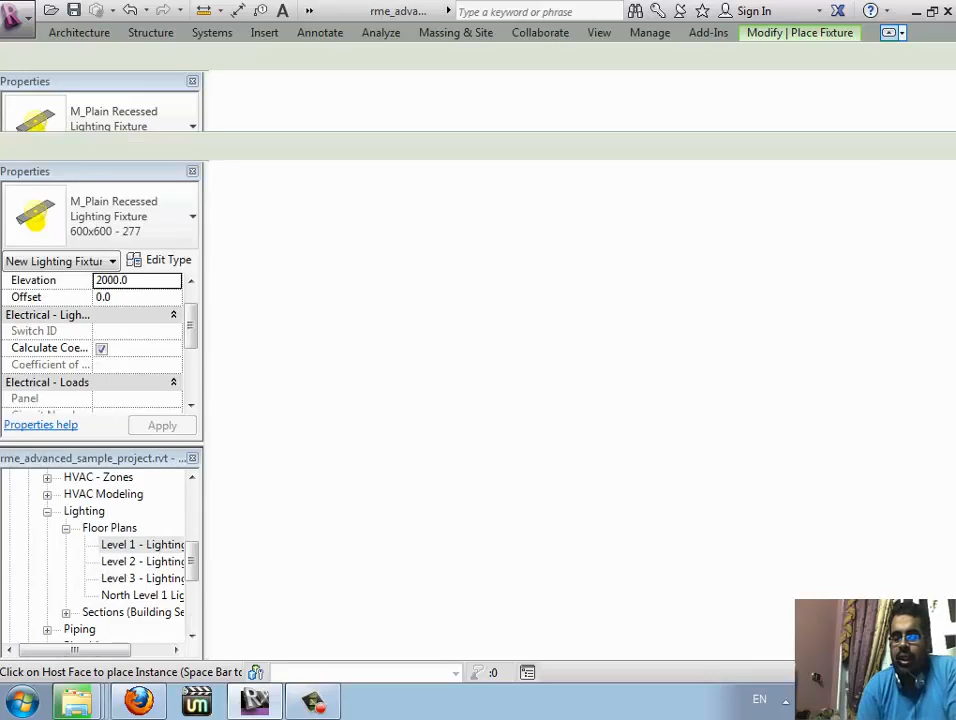 rme_adva...
Type a keyword or phrase
Sign In
Architecture Structure Systems Insert Annotate Analyze Massing & Site Collaborate View Manage Add-Ins Modify | Place Fixture
Properties
M_Plain Recessed
Lighting Fixture
Properties
M_Plain Recessed
Lighting Fixture
600x600 - 277
New Lighting Fixtur
Edit Type
Elevation 2000.0
Offset 0.0
Electrical - Ligh...
Switch ID
Calculate Coe...
Coefficient of ...
Electrical - Loads
Panel
Properties help
Apply
rme_advanced_sample_project.rvt - ...
HVAC - Zones
HVAC Modeling
Lighting
Floor Plans
Level 1 - Lighting
Level 2 - Lighting
Level 3 - Lighting
North Level 1 Lig
Sections (Building Se
Piping
Click on Host Face to place Instance (Space Bar to
:0
um
EN